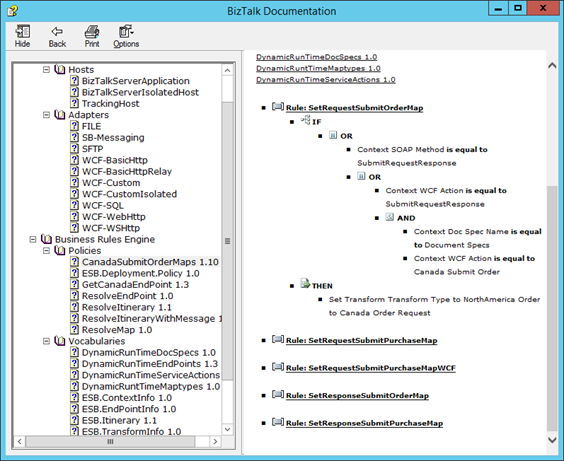 BizTalk Documentation
Hide
Back
Print
Options
Hosts
BizTalkServerApplication
BizTalkServerIsolatedHost
TrackingHost
Adapters
FILE
SB-Messaging
SFTP
WCF-BasicHttp
WCF-BasicHttpRelay
WCF-Custom
WCF-CustomIsolated
WCF-SQL
WCF-WebHttp
WCF-WSHttp
Business Rules Engine
Policies
CanadaSubmitOrderMaps 1.10
ESB.Deployment.Policy 1.0
GetCanadaEndPoint 1.3
ResolveEndPoint 1.0
ResolveItinerary 1.1
ResolveItineraryWithMessage 1
ResolveMap 1.0
Vocabularies
DynamicRunTimeDocSpecs 1.0
DynamicRunTimeEndPoints 1.3
DynamicRunTimeServiceActions
DynamicRuntTimeMaptypes 1.0
ESB.ContextInfo 1.0
ESB.EndPointInfo 1.0
ESB.Itinerary 1.1
ESB.TransformInfo 1.0
DynamicRunTimeDocSpecs 1.0
DynamicRuntTimeMaptypes 1.0
DynamicRunTimeServiceActions 1.0
Rule: SetRequestSubmitOrderMap
IF
OR
Context SOAP Method is equal to
SubmitRequestResponse
OR
Context WCF Action is equal to
SubmitRequestResponse
AND
Context Doc Spec Name is equal
to Document Specs
Context WCF Action is equal to
Canada Submit Order
THEN
Set Transform Transform Type to NorthAmerica Order
to Canada Order Request
Rule: SetRequestSubmitPurchaseMap
Rule: SetRequestSubmitPurchaseMapWCF
Rule: SetResponseSubmitOrderMap
Rule: SetResponseSubmitPurchaseMap